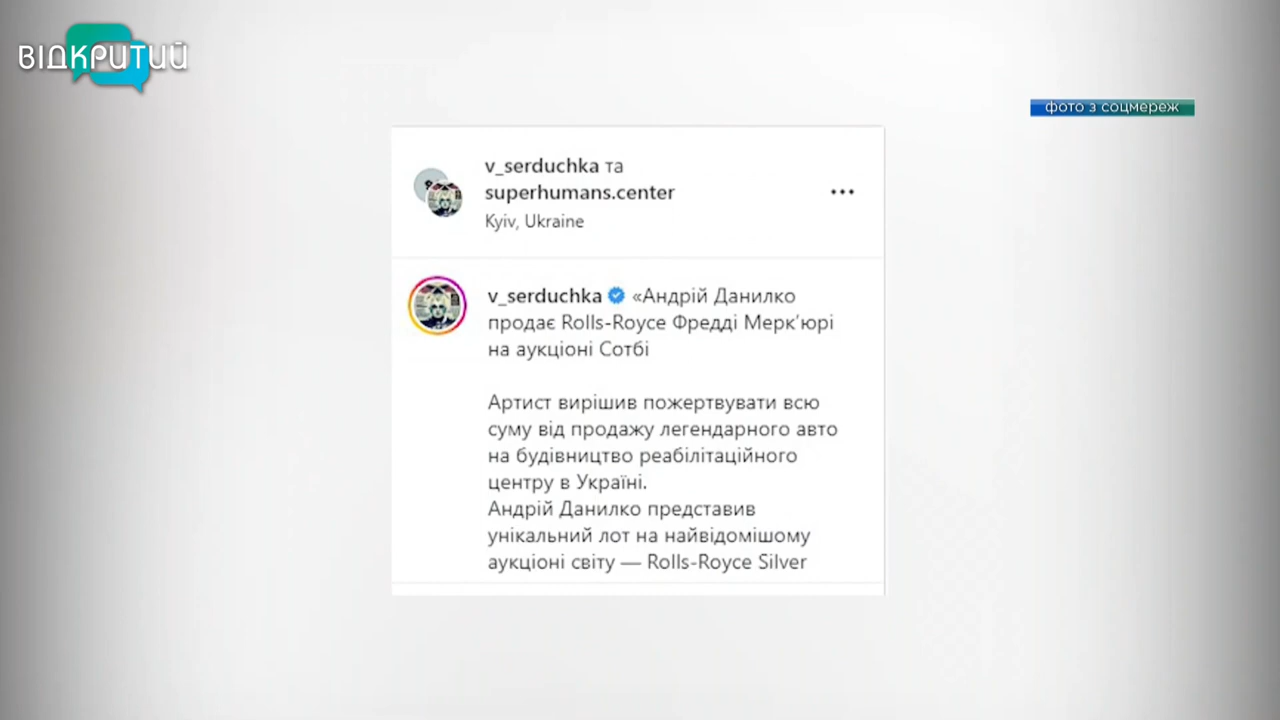 ВІДКРИТИЙ
фото з соцмереж
v_serduchka та
superhumans.center
Kyiv, Ukraine
v_serduchka «Андрій Данилко
продає Rolls-Royce Фредді Мерк’юрі
на аукціоні Сотбі
Артист вирішив пожертвувати всю
суму від продажу легендарного авто
на будівництво реабілітаційного
центру в Україні.
Андрій Данилко представив
унікальний лот на найвідомішому
аукціоні світу — Rolls-Royce Silver